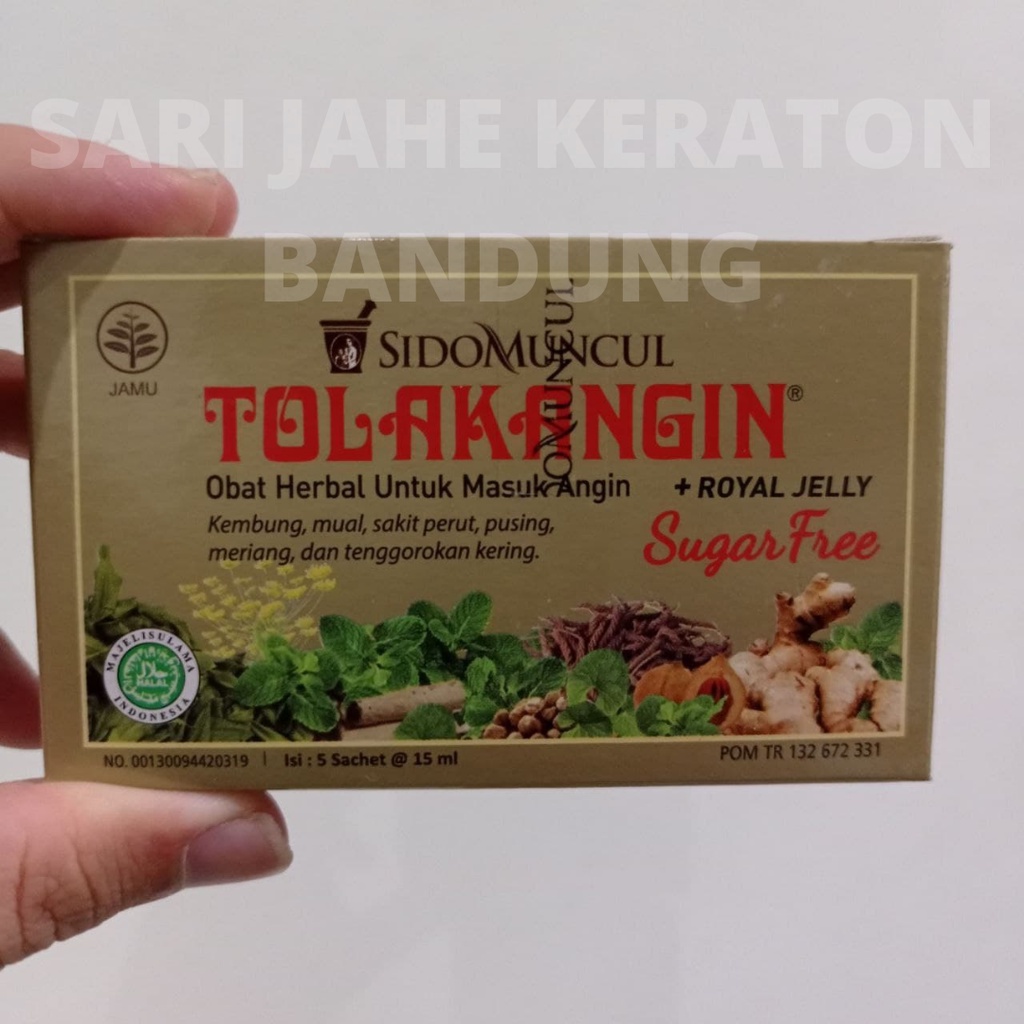 SARI JAHE KERATON
BANDUNG
JAMU
SIDOMUNCUL
TOLAKANGIN®
Obat Herbal Untuk Masuk Angin
+ ROYAL JELLY
Kembung, mual, sakit perut, pusing,
meriang, dan tenggorokan kering.
Sugar Free
MAJELIS ULAMA
HALAL
INDONESIA
NO. 00130094420319 | Isi : 5 Sachet @ 15 ml
POM TR 132 672 331